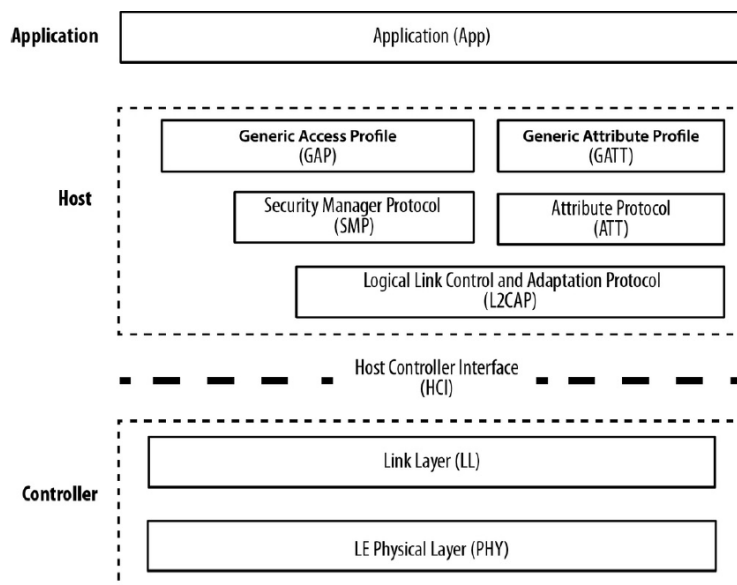 Application
Application (App)
Generic Access Profile
(GAP)
Generic Attribute Profile
(GATT)
Host
Security Manager Protocol
(SMP)
Attribute Protocol
(ATT)
Logical Link Control and Adaptation Protocol
(L2CAP)
Host Controller Interface
(HCI)
Link Layer (LL)
Controller
LE Physical Layer (PHY)